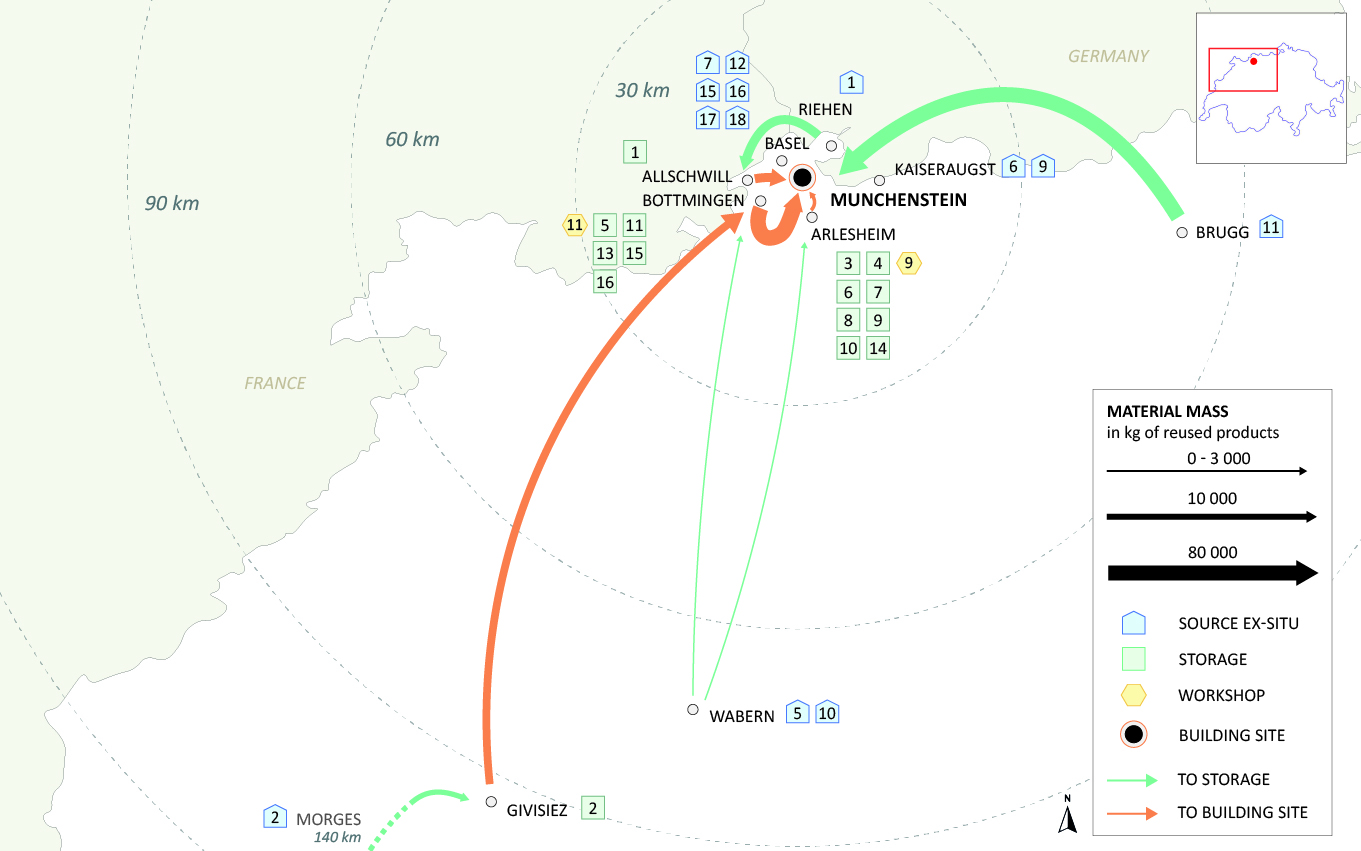 GERMANY
30 km
7 12
15 16
17 18
1
RIEHEN
BASEL
60 km
1
ALLSCHWILL
BOTTMINGEN
KAISERAUGST 6 9
MUNCHENSTEIN
90 km
11 5 11
13 15
16
ARLESHEIM
3 4 9
6 7
8 9
10 14
BRUGG 11
FRANCE
WABERN 5 10
GIVISIEZ 2
2 MORGES
140 km
MATERIAL MASS
in kg of reused products
0 - 3 000
10 000
80 000
SOURCE EX-SITU
STORAGE
WORKSHOP
BUILDING SITE
TO STORAGE
TO BUILDING SITE
N